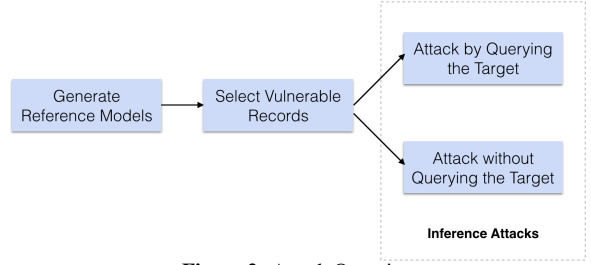 Generate
Reference Models
Select Vulnerable
Records
Attack by Querying
the Target
Attack without
Querying the Target
Inference Attacks